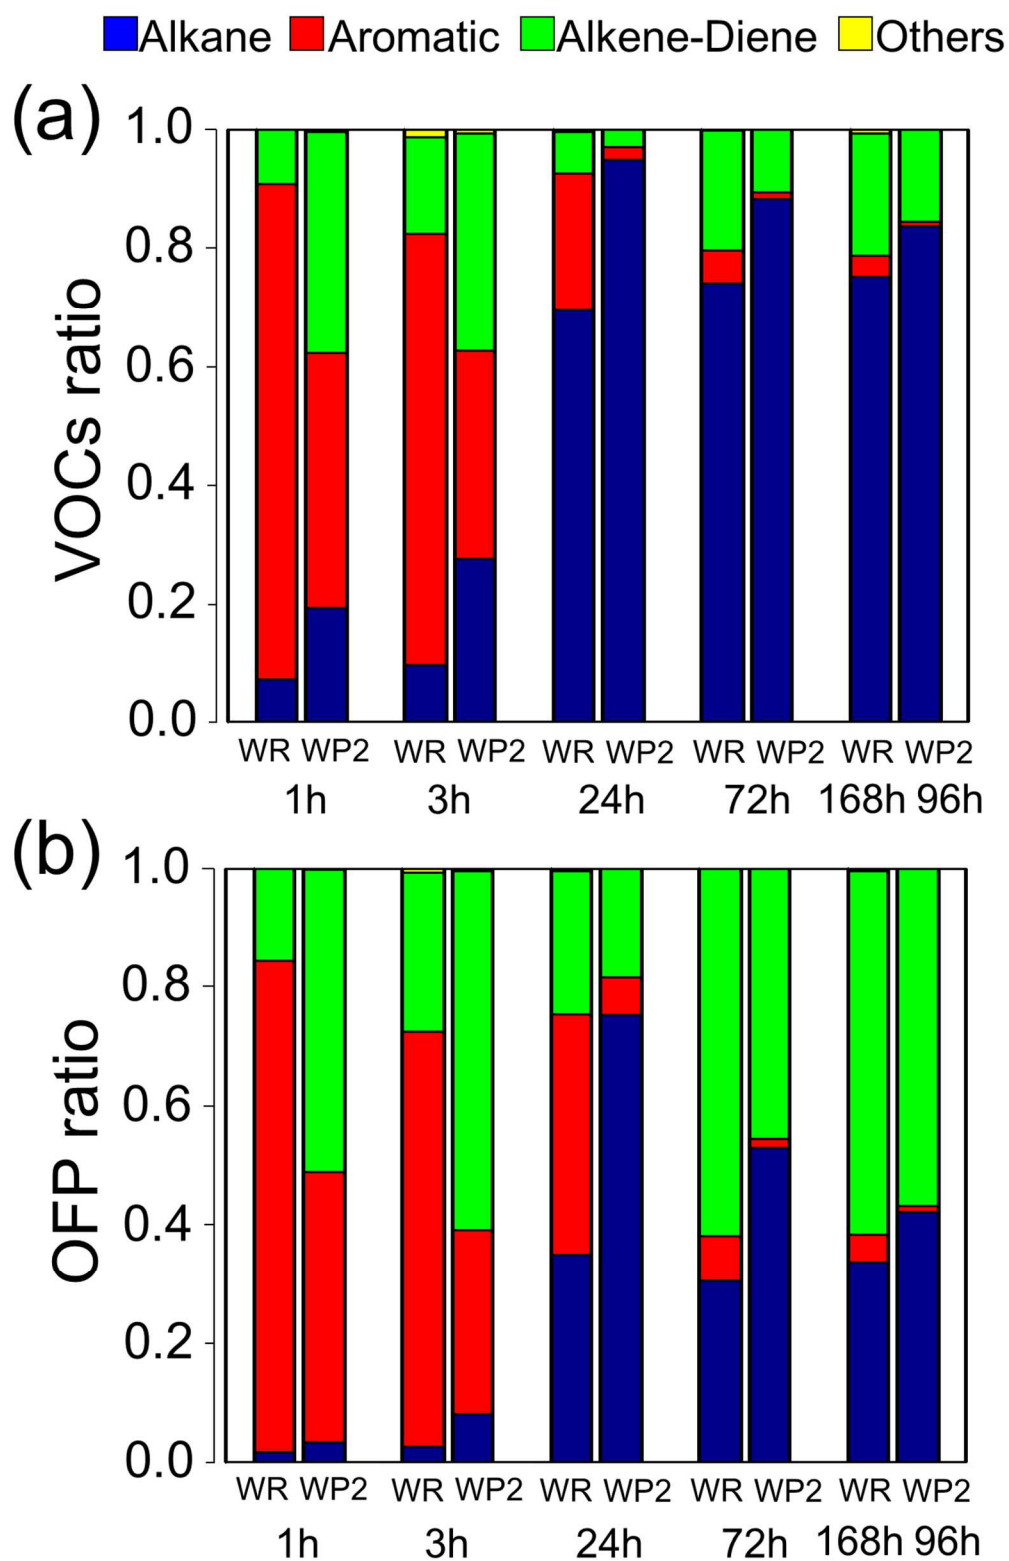 Alkane Aromatic Alkene-Diene Others
(a)
VOCs ratio
1.0
0.8
0.6
0.4
0.2
0.0
WR WP2 WR WP2 WR WP2 WR WP2 WR WP2
1h 3h 24h 72h 168h 96h
(b)
OFP ratio
1.0
0.8
0.6
0.4
0.2
0.0
WR WP2 WR WP2 WR WP2 WR WP2 WR WP2
1h 3h 24h 72h 168h 96h